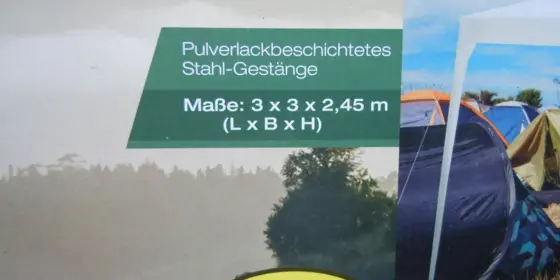 Pulverlackbeschichtetes
Stahl-Gestänge
Maße: 3 x 3 x 2,45 m
(L x B x H)